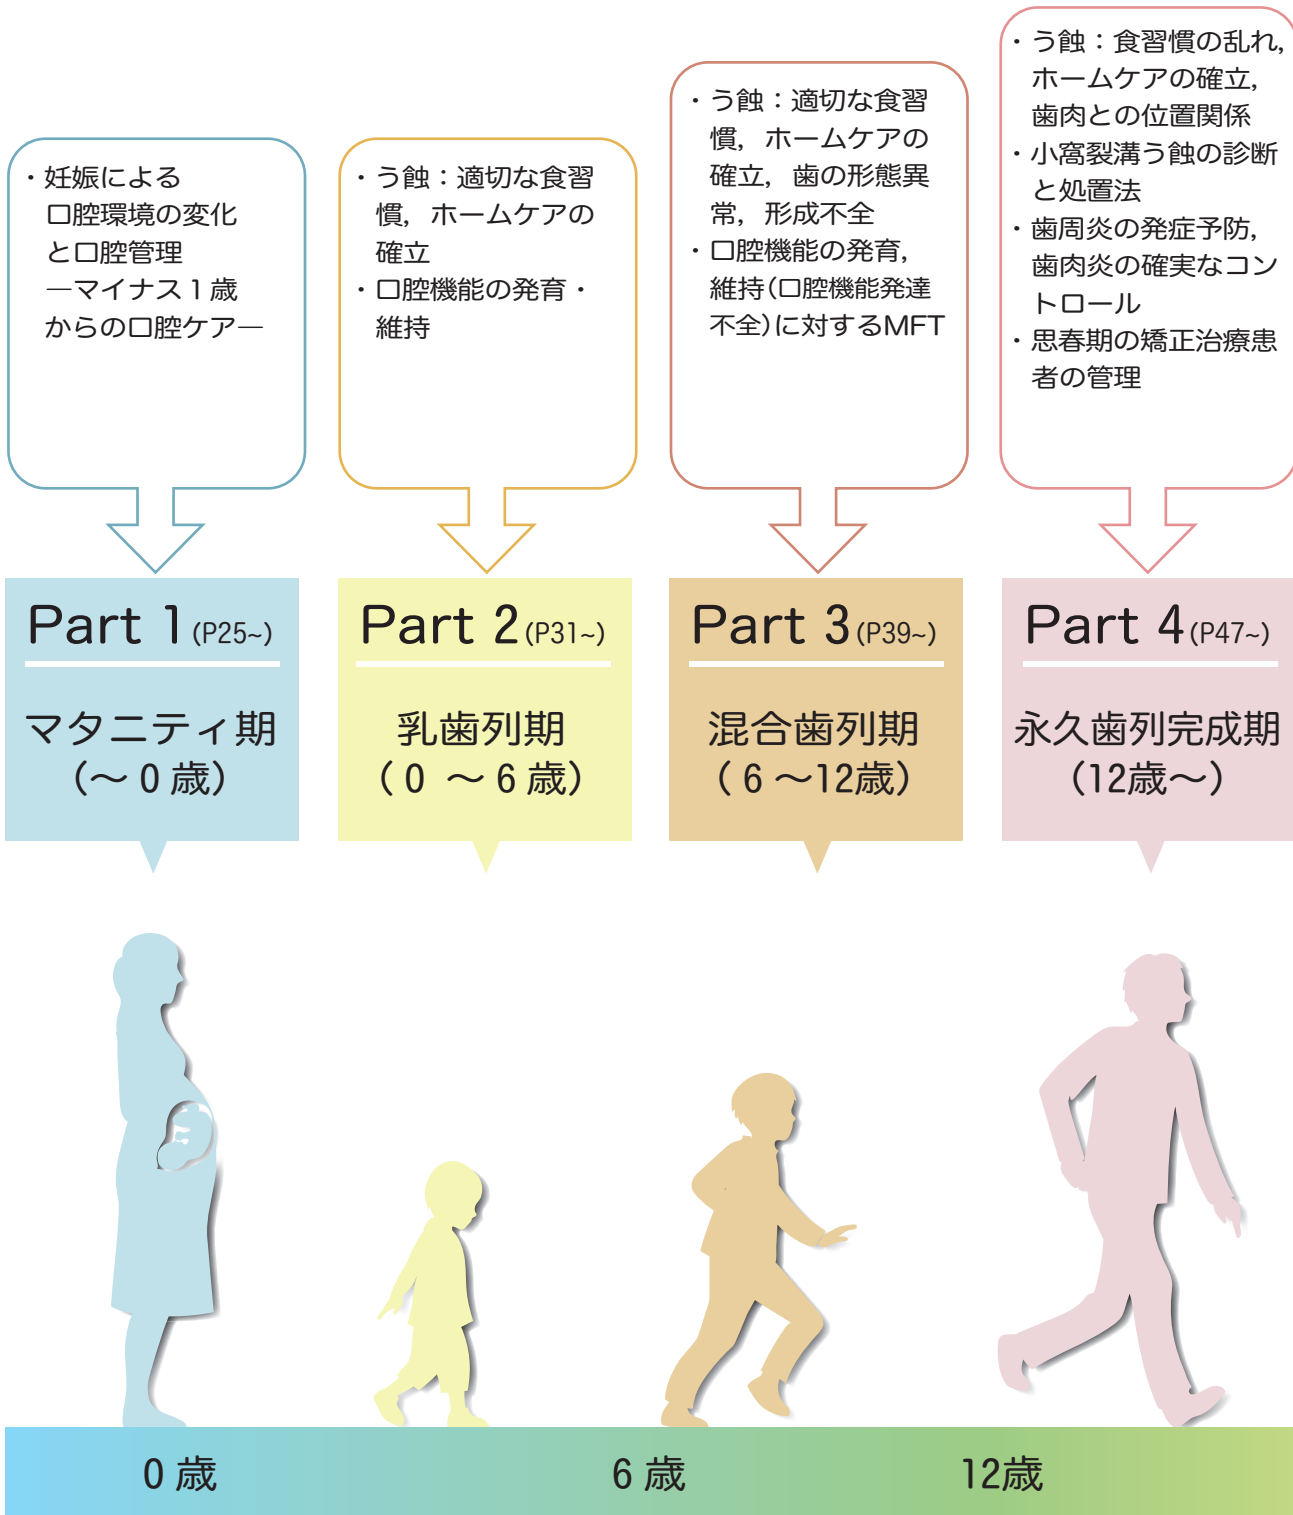 ・妊娠による
口腔環境の変化
と口腔管理
―マイナス１歳
からの口腔ケア―
・う蝕：適切な食習
慣，ホームケアの
確立
・口腔機能の発育・
維持
・う蝕：適切な食習
慣，ホームケアの
確立，歯の形態異
常，形成不全
・口腔機能の発育，
維持（口腔機能発達
不全）に対するMFT
・う蝕：食習慣の乱れ，
ホームケアの確立，
歯肉との位置関係
・小窩裂溝う蝕の診断
と処置法
・歯周炎の発症予防，
歯肉炎の確実なコン
トロール
・思春期の矯正治療患
者の管理
Part 1 (P25~)
マタニティ期
（～０歳）
Part 2 (P31~)
乳歯列期
（０ ～６歳）
Part 3 (P39~)
混合歯列期
（６～12歳）
Part 4 (P47~)
永久歯列完成期
（12歳～）
０歳
６歳
12歳